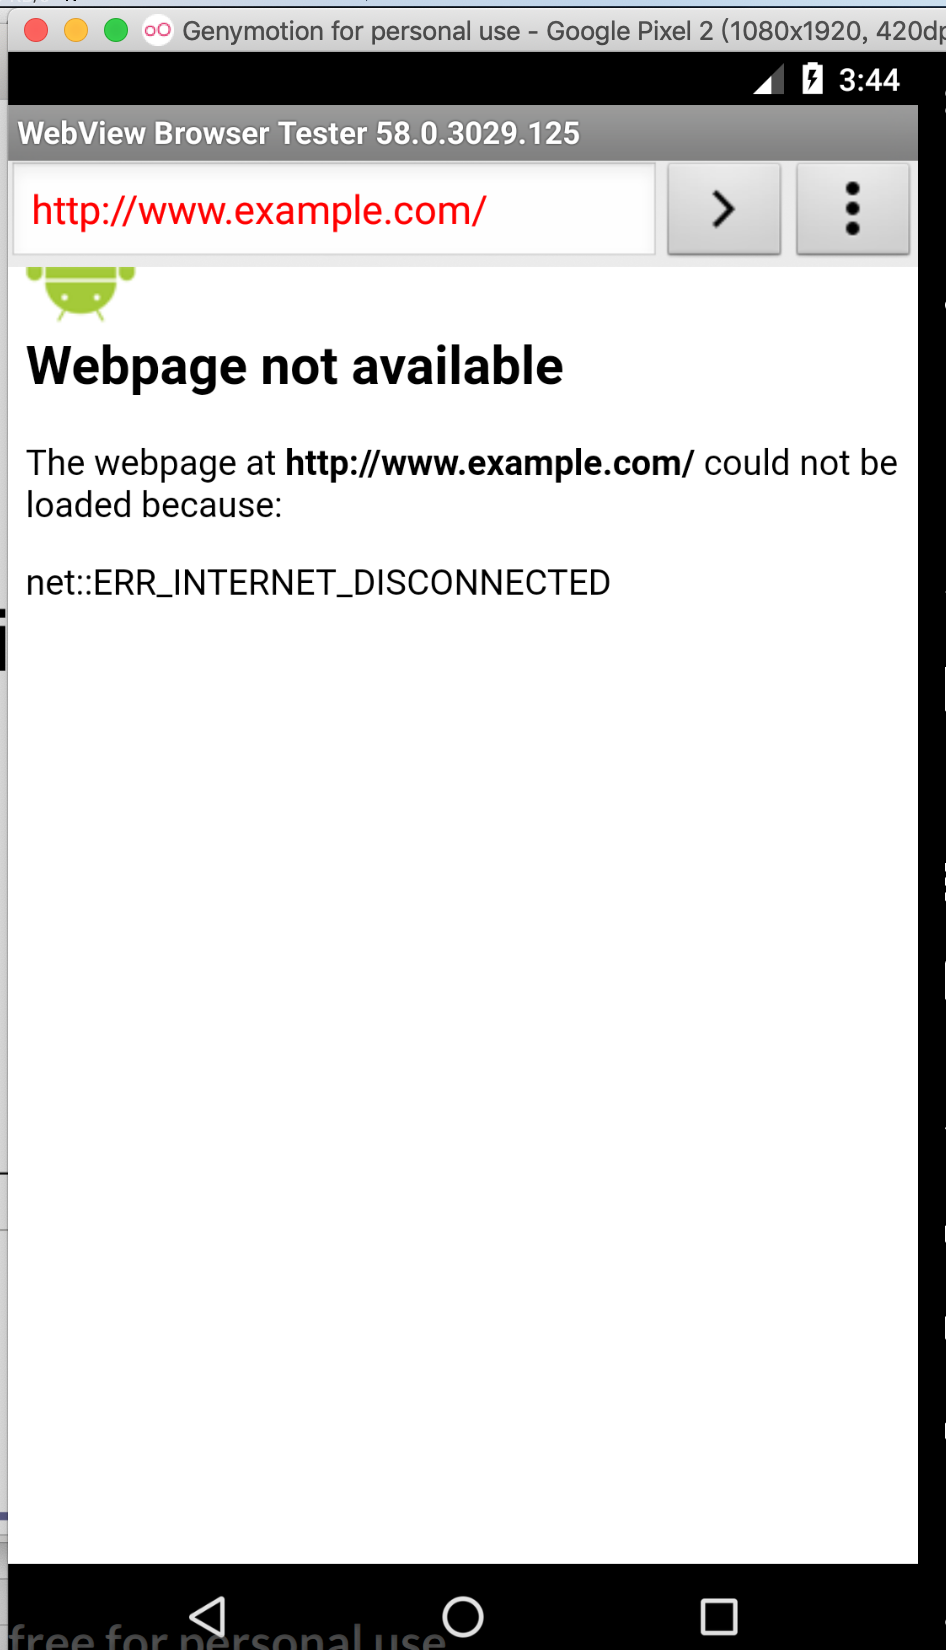 Genymotion for personal use - Google Pixel 2 (1080x1920, 420dp
3:44
WebView Browser Tester 58.0.3029.125
http://www.example.com/
Webpage not available
The webpage at http://www.example.com/ could not be
loaded because:
net::ERR_INTERNET_DISCONNECTED
free for personal use